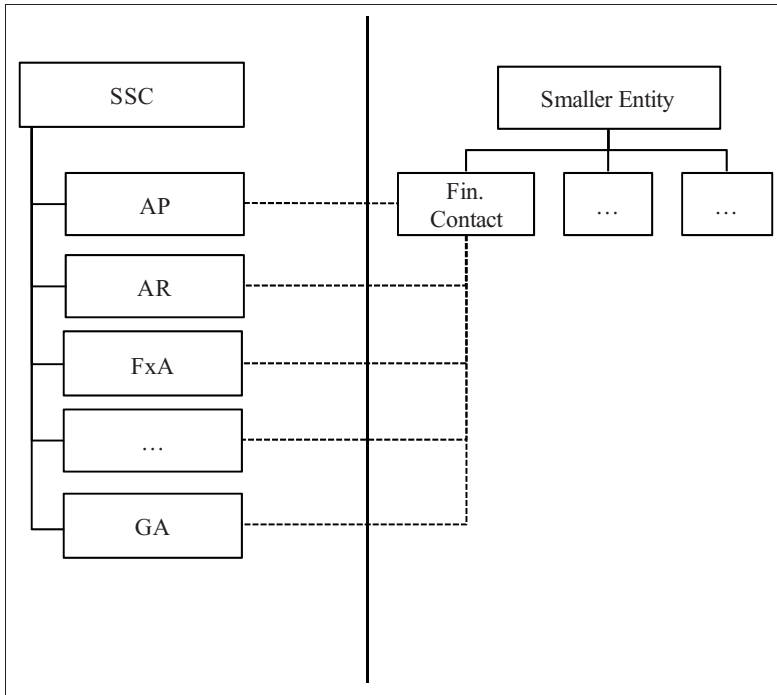 SSC
AP
AR
FxA
…
GA
Smaller Entity
Fin.
Contact
…
…